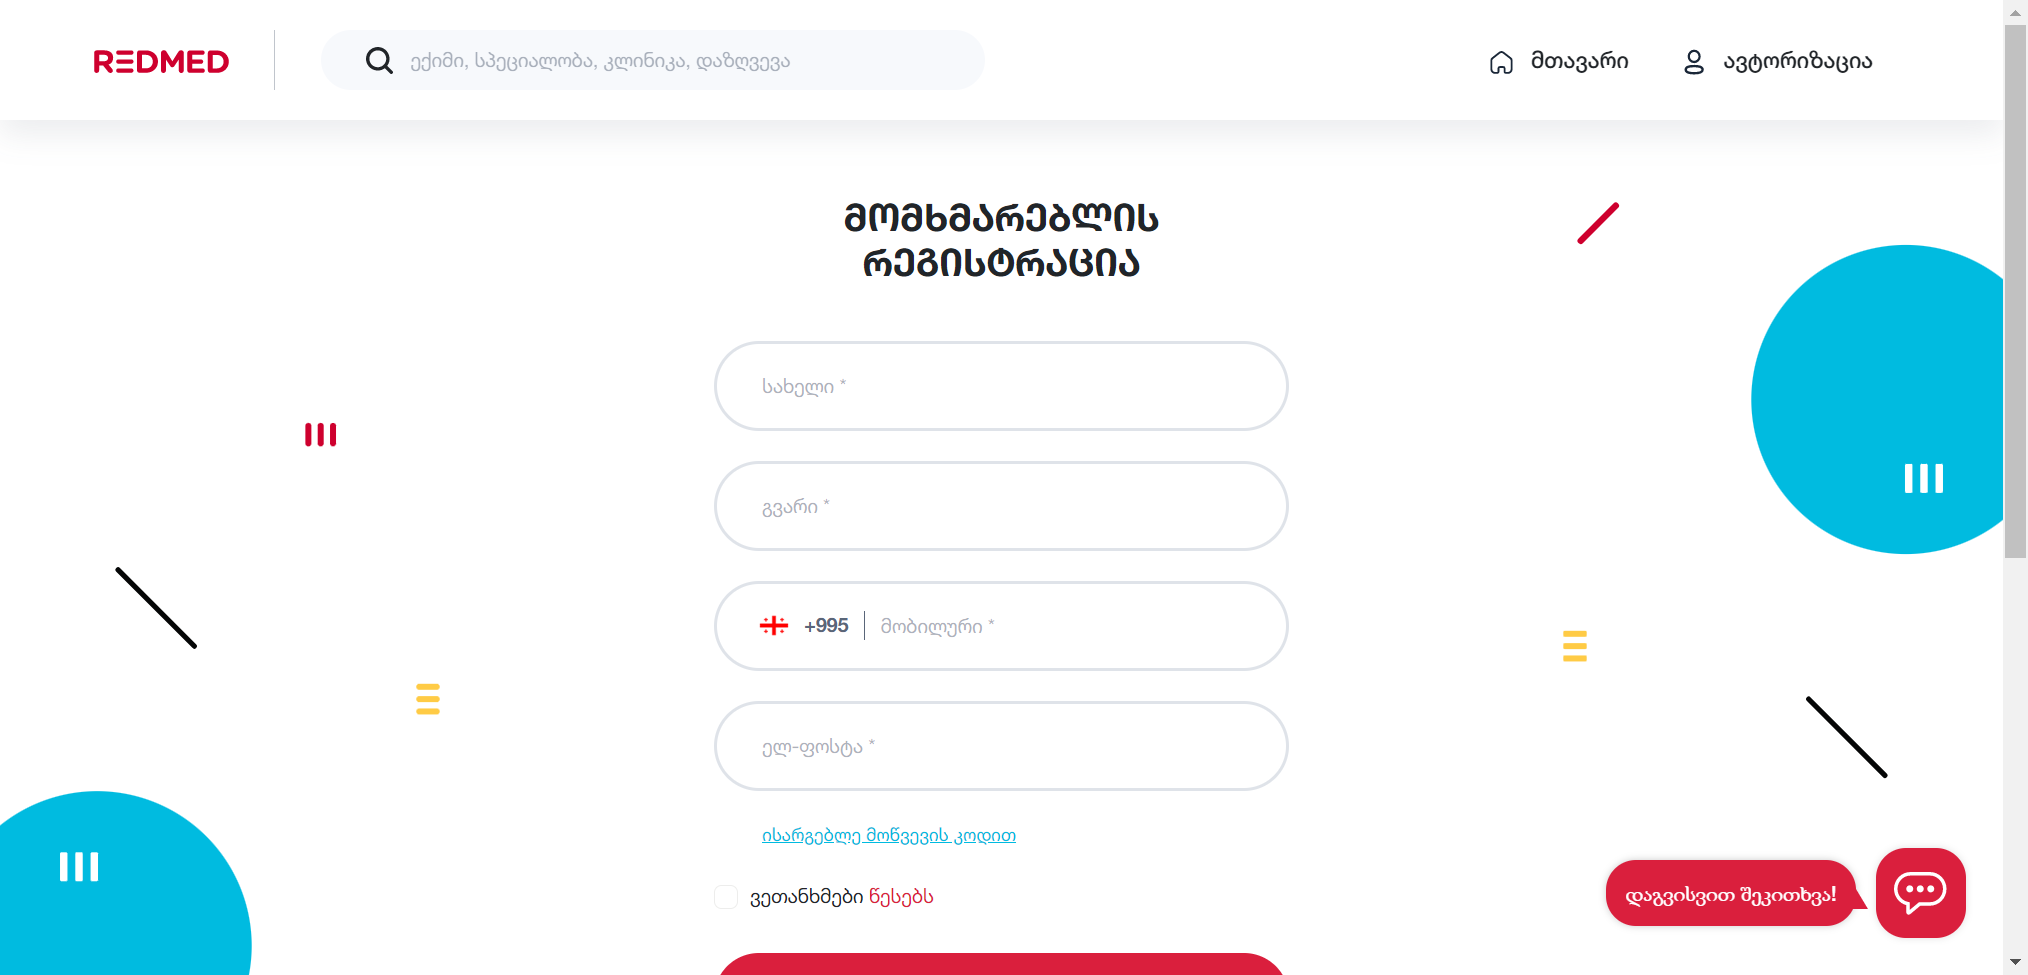 REDMED
ექიმი, სპეციალობა, კლინიკა, დაზღვევა
მთავარი
ავტორიზაცია
მომხმარებლის
რეგისტრაცია
სახელი *
გვარი *
+995
მობილური *
ელ-ფოსტა *
ისარგებლე მოწვევის კოდით
ვეთანხმები წესებს
დაგვისვით შეკითხვა!